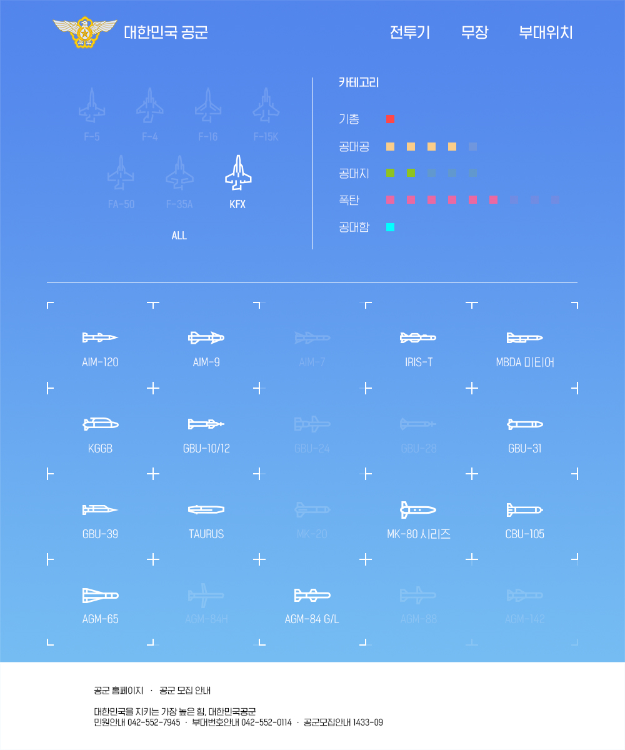 대한민국 공군
전투기 무장 부대위치
카테고리
기종
공대공
공대지
폭탄
공대함
F-5 F-4 F-16 F-15K
FA-50 F-35A KFX
ALL
AIM-120 AIM-9 AIM-7 IRIS-T MBDA 미티어
KGGB GBU-10/12 GBU-24 GBU-28 GBU-31
GBU-39 TAURUS MK-20 MK-80 시리즈 CBU-105
AGM-65 AGM-84H AGM-84 G/L AGM-88 AGM-142
공군 홈페이지 · 공군 모집 안내
대한민국을 지키는 가장 높은 힘, 대한민국공군
민원안내 042-552-7945 · 부대번호안내 042-552-0114 · 공군모집안내 1433-09